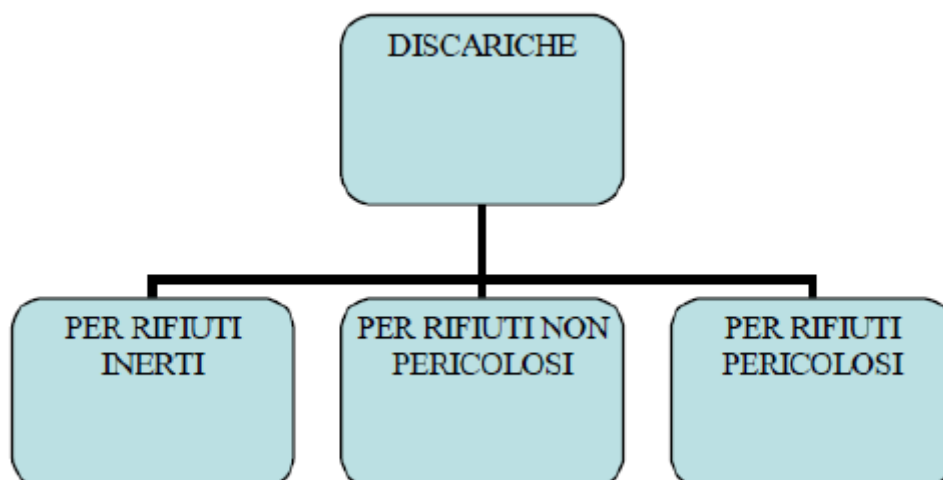 DISCARICHE
PER RIFIUTI
INERTI
PER RIFIUTI NON
PERICOLOSI
PER RIFIUTI
PERICOLOSI